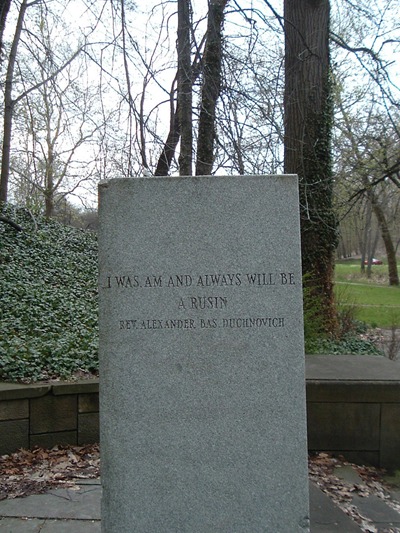 I WAS, AM AND ALWAYS WILL BE
A RUSIN
REV. ALEXANDER BAS. DUCHNOVICH